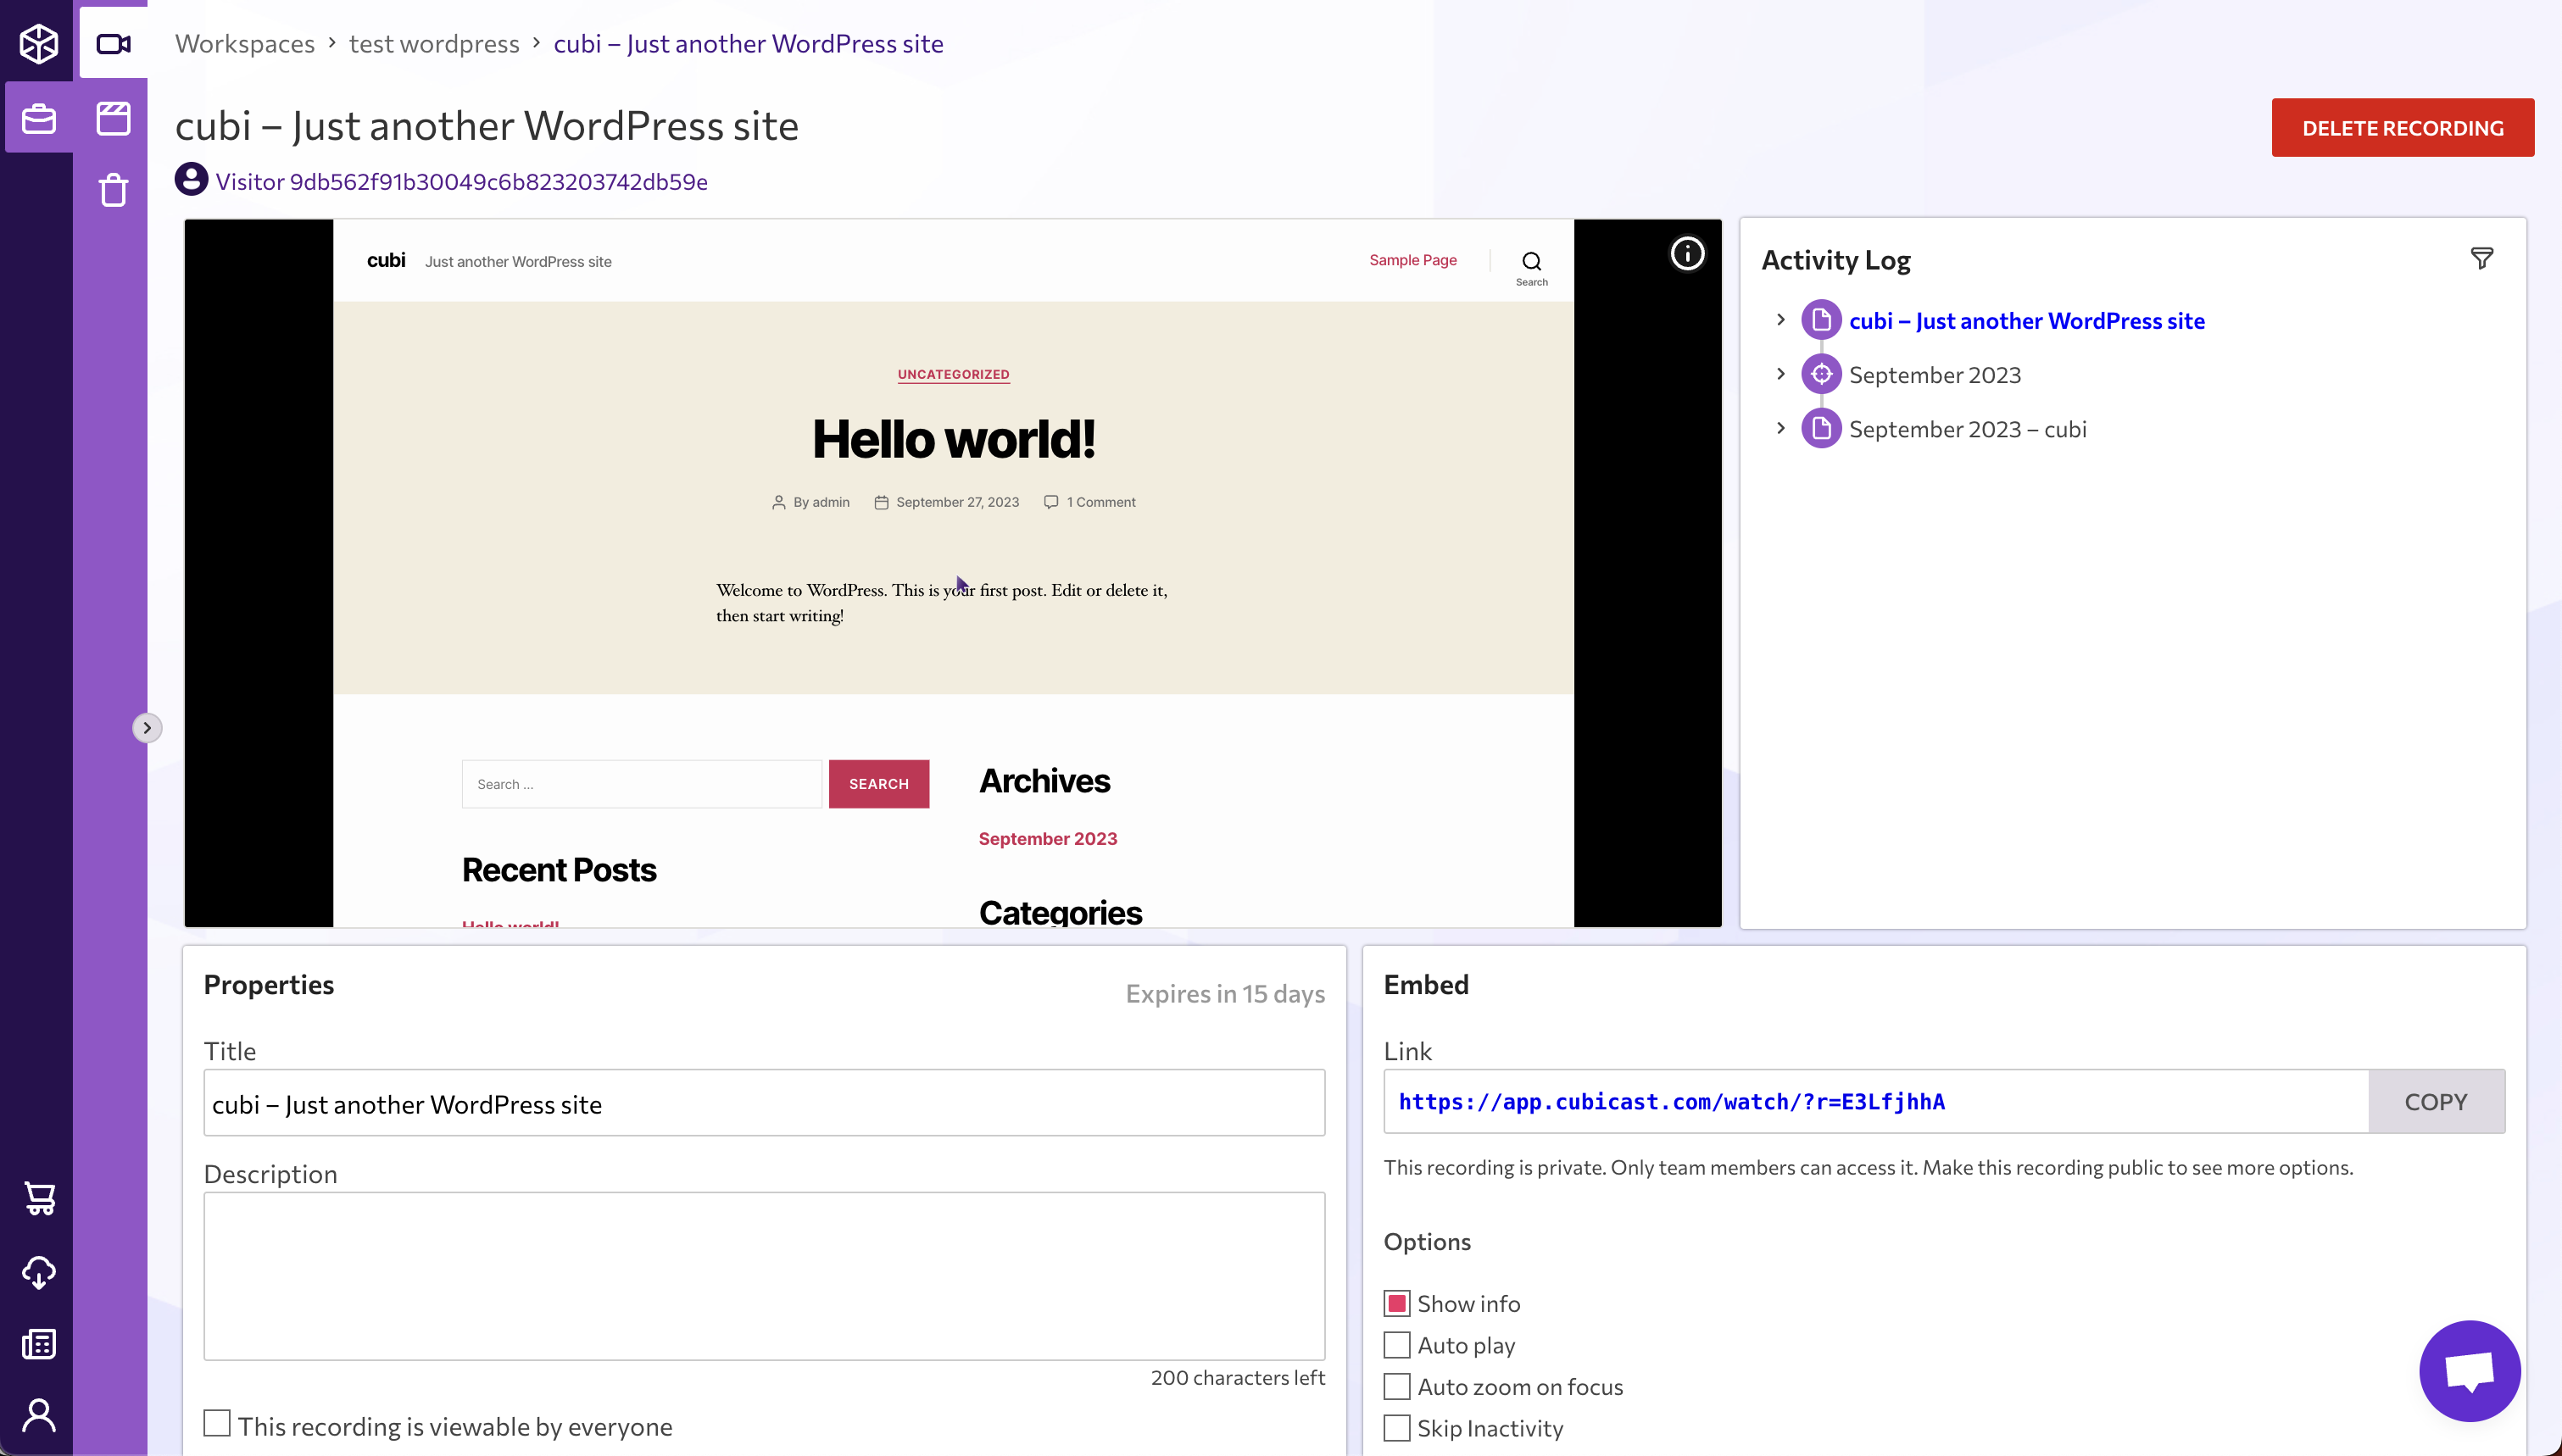 Workspaces > test wordpress > cubi – Just another WordPress site
cubi – Just another WordPress site
DELETE RECORDING
Visitor 9db562f91b30049c6b823203742db59e
cubi Just another WordPress site
Sample Page
Search
UNCATEGORIZED
Hello world!
By admin September 27, 2023 1 Comment
Welcome to WordPress. This is your first post. Edit or delete it,
then start writing!
Search ...
SEARCH
Recent Posts
Hello world!
Archives
September 2023
Categories
Activity Log
cubi – Just another WordPress site
September 2023
September 2023 – cubi
Properties
Expires in 15 days
Title
cubi – Just another WordPress site
Description
200 characters left
This recording is viewable by everyone
Embed
Link
https://app.cubicast.com/watch/?r=E3LfjhhA
COPY
This recording is private. Only team members can access it. Make this recording public to see more options.
Options
Show info
Auto play
Auto zoom on focus
Skip Inactivity